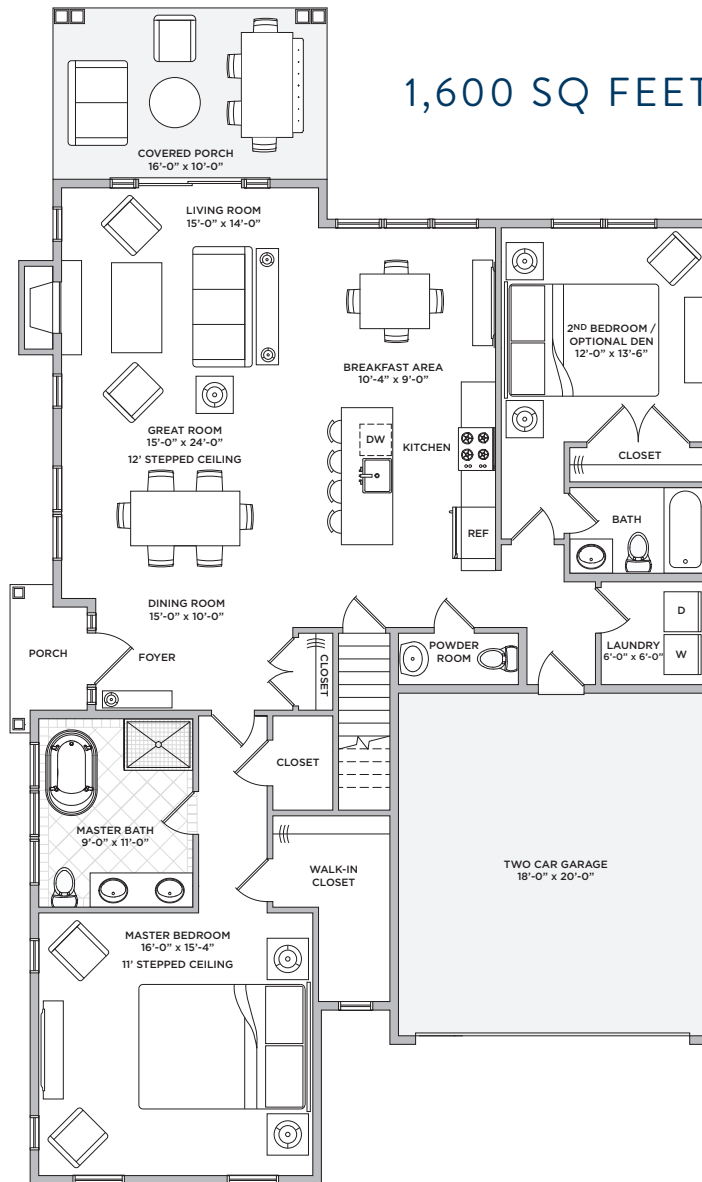 1,600 SQ FEET
COVERED PORCH
16'-0" x 10'-0"
LIVING ROOM
15'-0" x 14'-0"
2ND BEDROOM /
OPTIONAL DEN
12'-0" x 13'-6"
BREAKFAST AREA
10'-4" x 9'-0"
GREAT ROOM
15'-0" x 24'-0"
12' STEPPED CEILING
DW
KITCHEN
CLOSET
REF
BATH
DINING ROOM
15'-0" x 10'-0"
D
PORCH
FOYER
CLOSET
POWDER
ROOM
LAUNDRY
6'-0" x 6'-0"
W
CLOSET
MASTER BATH
9'-0" x 11'-0"
WALK-IN
CLOSET
TWO CAR GARAGE
18'-0" x 20'-0"
MASTER BEDROOM
16'-0" x 15'-4"
11' STEPPED CEILING